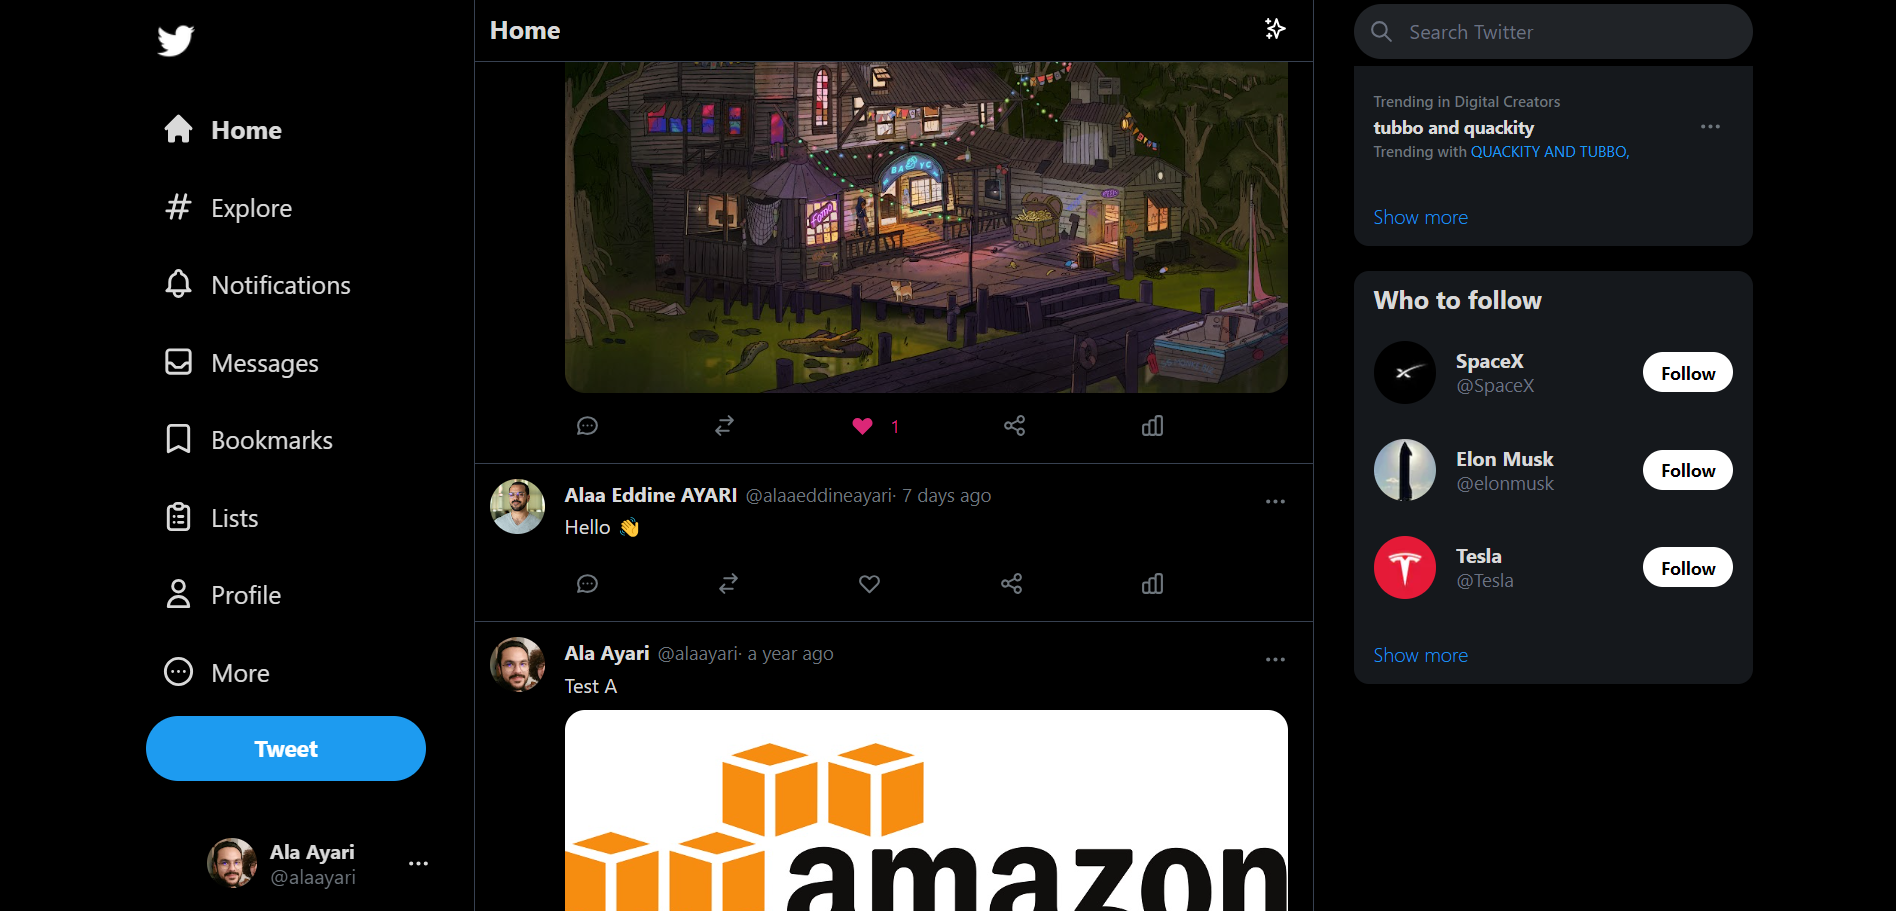 Home
Explore
Notifications
Messages
Bookmarks
Lists
Profile
More
Tweet
Ala Ayari
@alaayari
Home
BAYC
FOMO
1
Alaa Eddine AYARI @alaaeddineayari· 7 days ago
Hello 👋
Ala Ayari @alaayari· a year ago
Test A
amazon
Search Twitter
Trending in Digital Creators
tubbo and quackity
Trending with QUACKITY AND TUBBO,
Show more
Who to follow
SpaceX
@SpaceX
Follow
Elon Musk
@elonmusk
Follow
Tesla
@Tesla
Follow
Show more